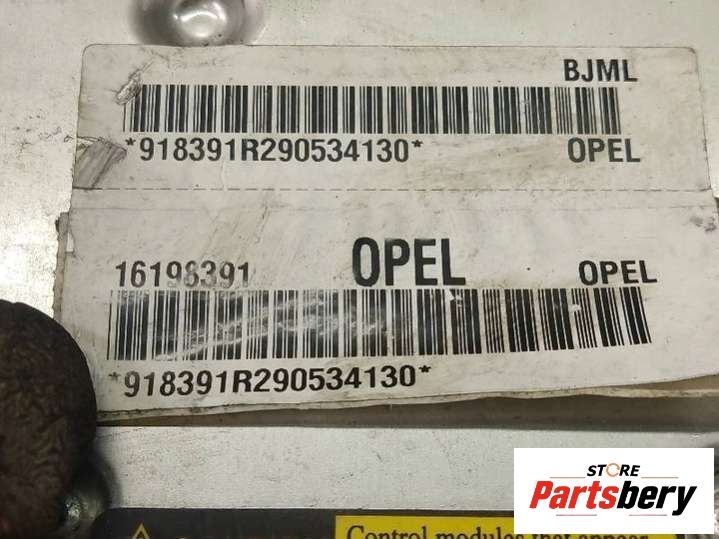 BJML
*918391R290534130* OPEL
16198391 OPEL OPEL
*918391R290534130*
STORE
Partsbery
Control modules that appear